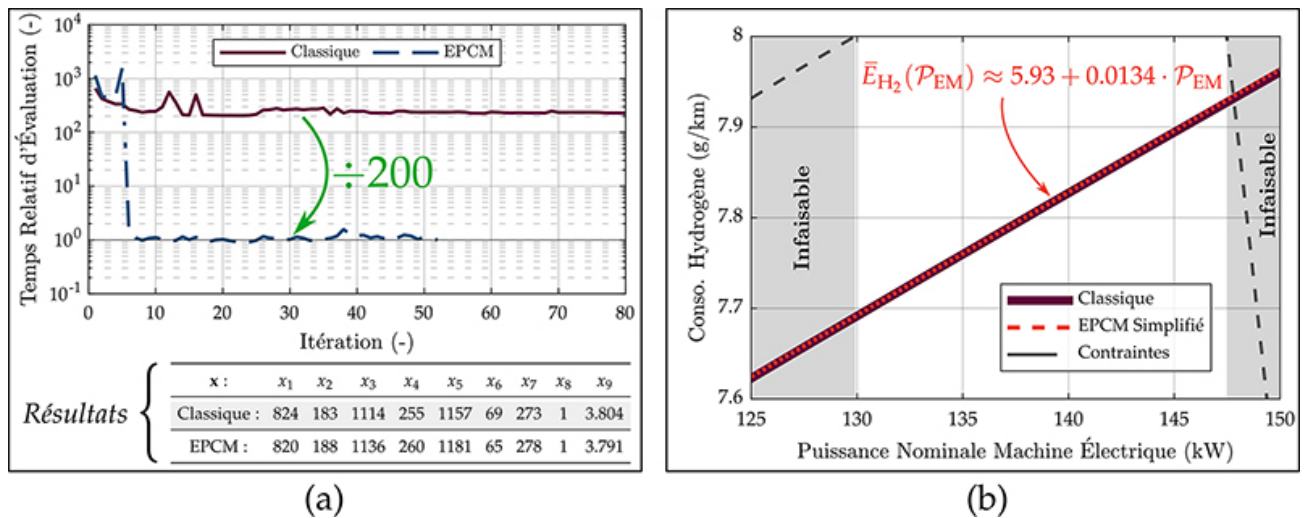 Temps Relatif d'Évaluation (-)
10^4
10^3
10^2
10^1
10^0
10^-1
Classique EPCM
÷200
0 10 20 30 40 50 60 70 80
Itération (-)
Résultats
x : x₁ x₂ x₃ x₄ x₅ x₆ x₇ x₈ x₉
Classique : 824 183 1114 255 1157 69 273 1 3.804
EPCM : 820 188 1136 260 1181 65 278 1 3.791
(a)
Conso. Hydrogène (g/km)
8
7.9
7.8
7.7
7.6
Ē_H₂(P_EM) ≈ 5.93 + 0.0134 · P_EM
Infaisable
Infaisable
Classique
EPCM Simplifié
Contraintes
125 130 135 140 145 150
Puissance Nominale Machine Électrique (kW)
(b)